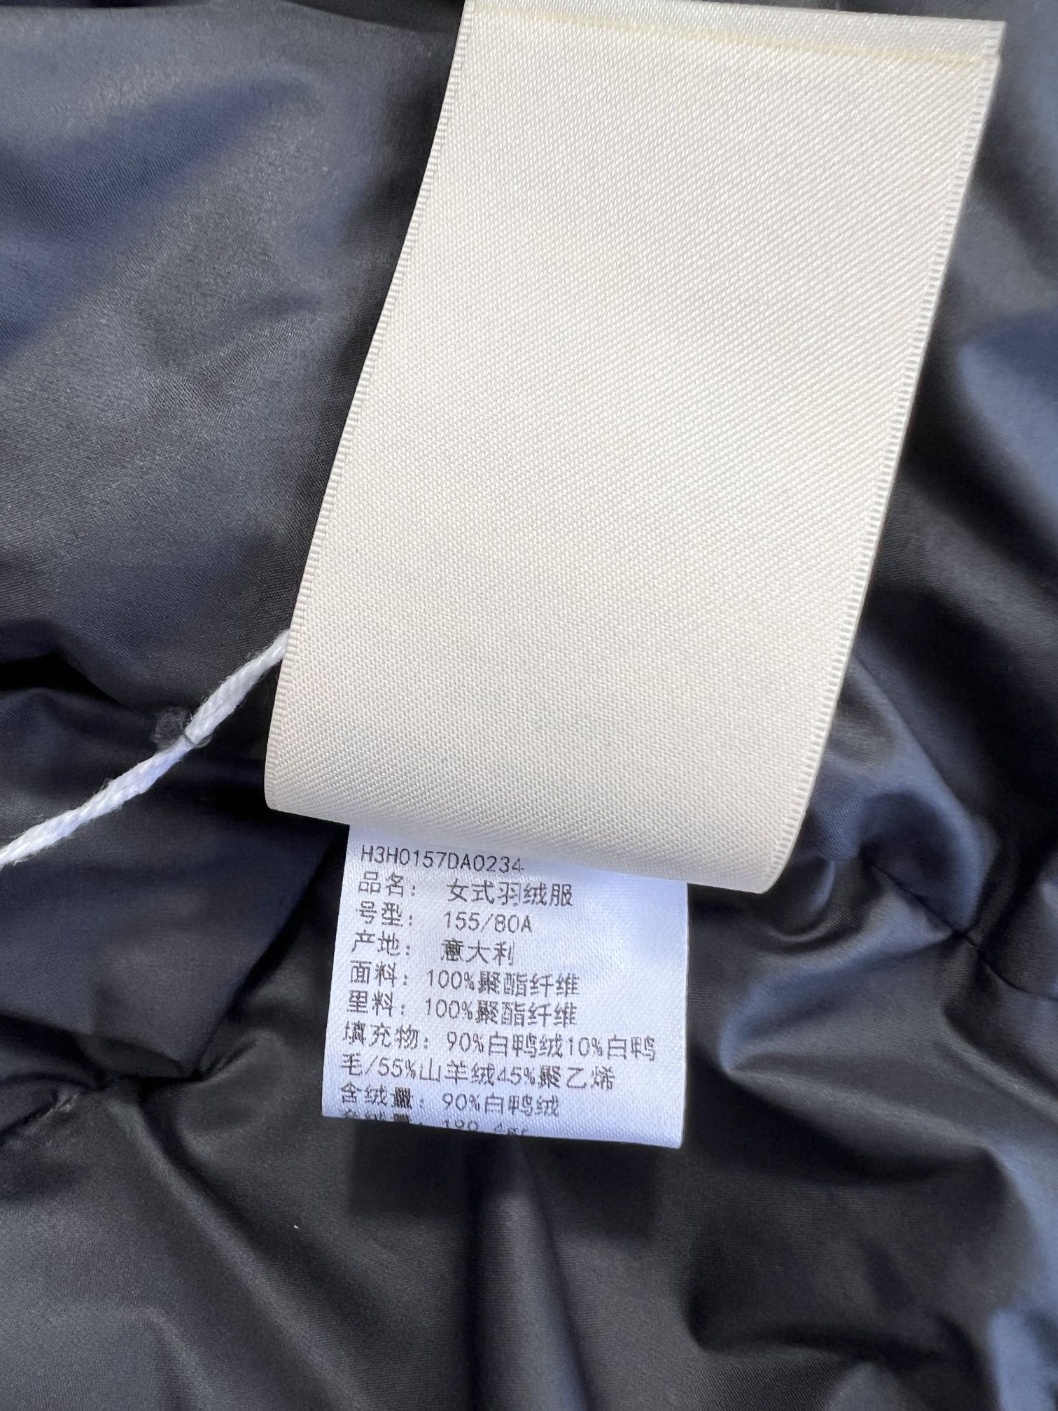 H3H0157DA0234
品名： 女式羽绒服
号型： 155/80A
产地： 意大利
面料：100%聚酯纤维
里料：100%聚酯纤维
填充物：90%白鸭绒10%白鸭
毛/55%山羊绒45%聚乙烯
含绒量：90%白鸭绒